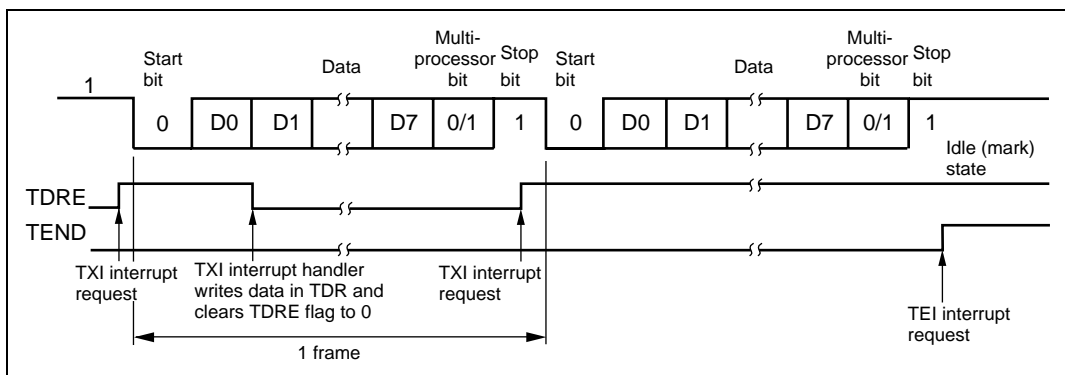 Multi-
processor
bit
Start
bit
Data
Stop
bit
Start
bit
Data
Multi-
processor
bit
Stop
bit
1
0
D0
D1
D7
0/1
1
0
D0
D1
D7
0/1
1
Idle (mark)
state
TDRE
TEND
TXI interrupt
request
TXI interrupt handler
writes data in TDR and
clears TDRE flag to 0
TXI interrupt
request
TEI interrupt
request
1 frame